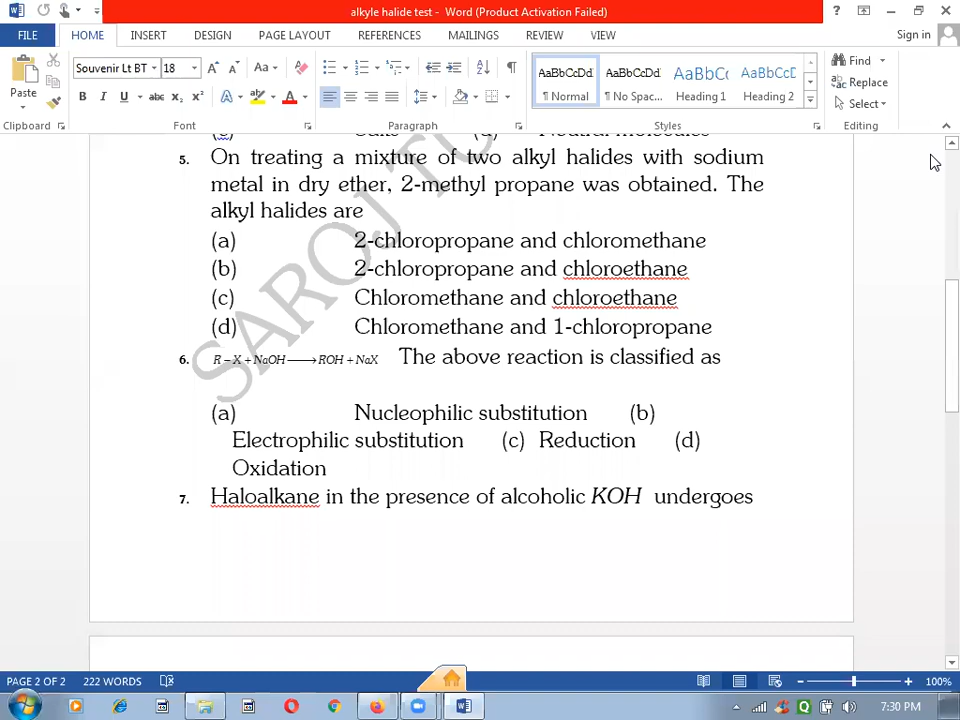 alkyle halide test - Word (Product Activation Failed)
FILE HOME INSERT DESIGN PAGE LAYOUT REFERENCES MAILINGS REVIEW VIEW Sign in
Paste
Souvenir Lt BT 18
AaBbCcDd AaBbCcDd AaBbCc AaBbCcDc
¶ Normal ¶ No Spac... Heading 1 Heading 2
Find
Replace
Select
Clipboard Font Paragraph Styles Editing
5. On treating a mixture of two alkyl halides with sodium
metal in dry ether, 2-methyl propane was obtained. The
alkyl halides are
(a) 2-chloropropane and chloromethane
(b) 2-chloropropane and chloroethane
(c) Chloromethane and chloroethane
(d) Chloromethane and 1-chloropropane
6. R – X + NaOH ⟶ ROH + NaX The above reaction is classified as
(a) Nucleophilic substitution (b)
Electrophilic substitution (c) Reduction (d)
Oxidation
7. Haloalkane in the presence of alcoholic KOH undergoes
SAROJ
PAGE 2 OF 2 222 WORDS 100%
7:30 PM